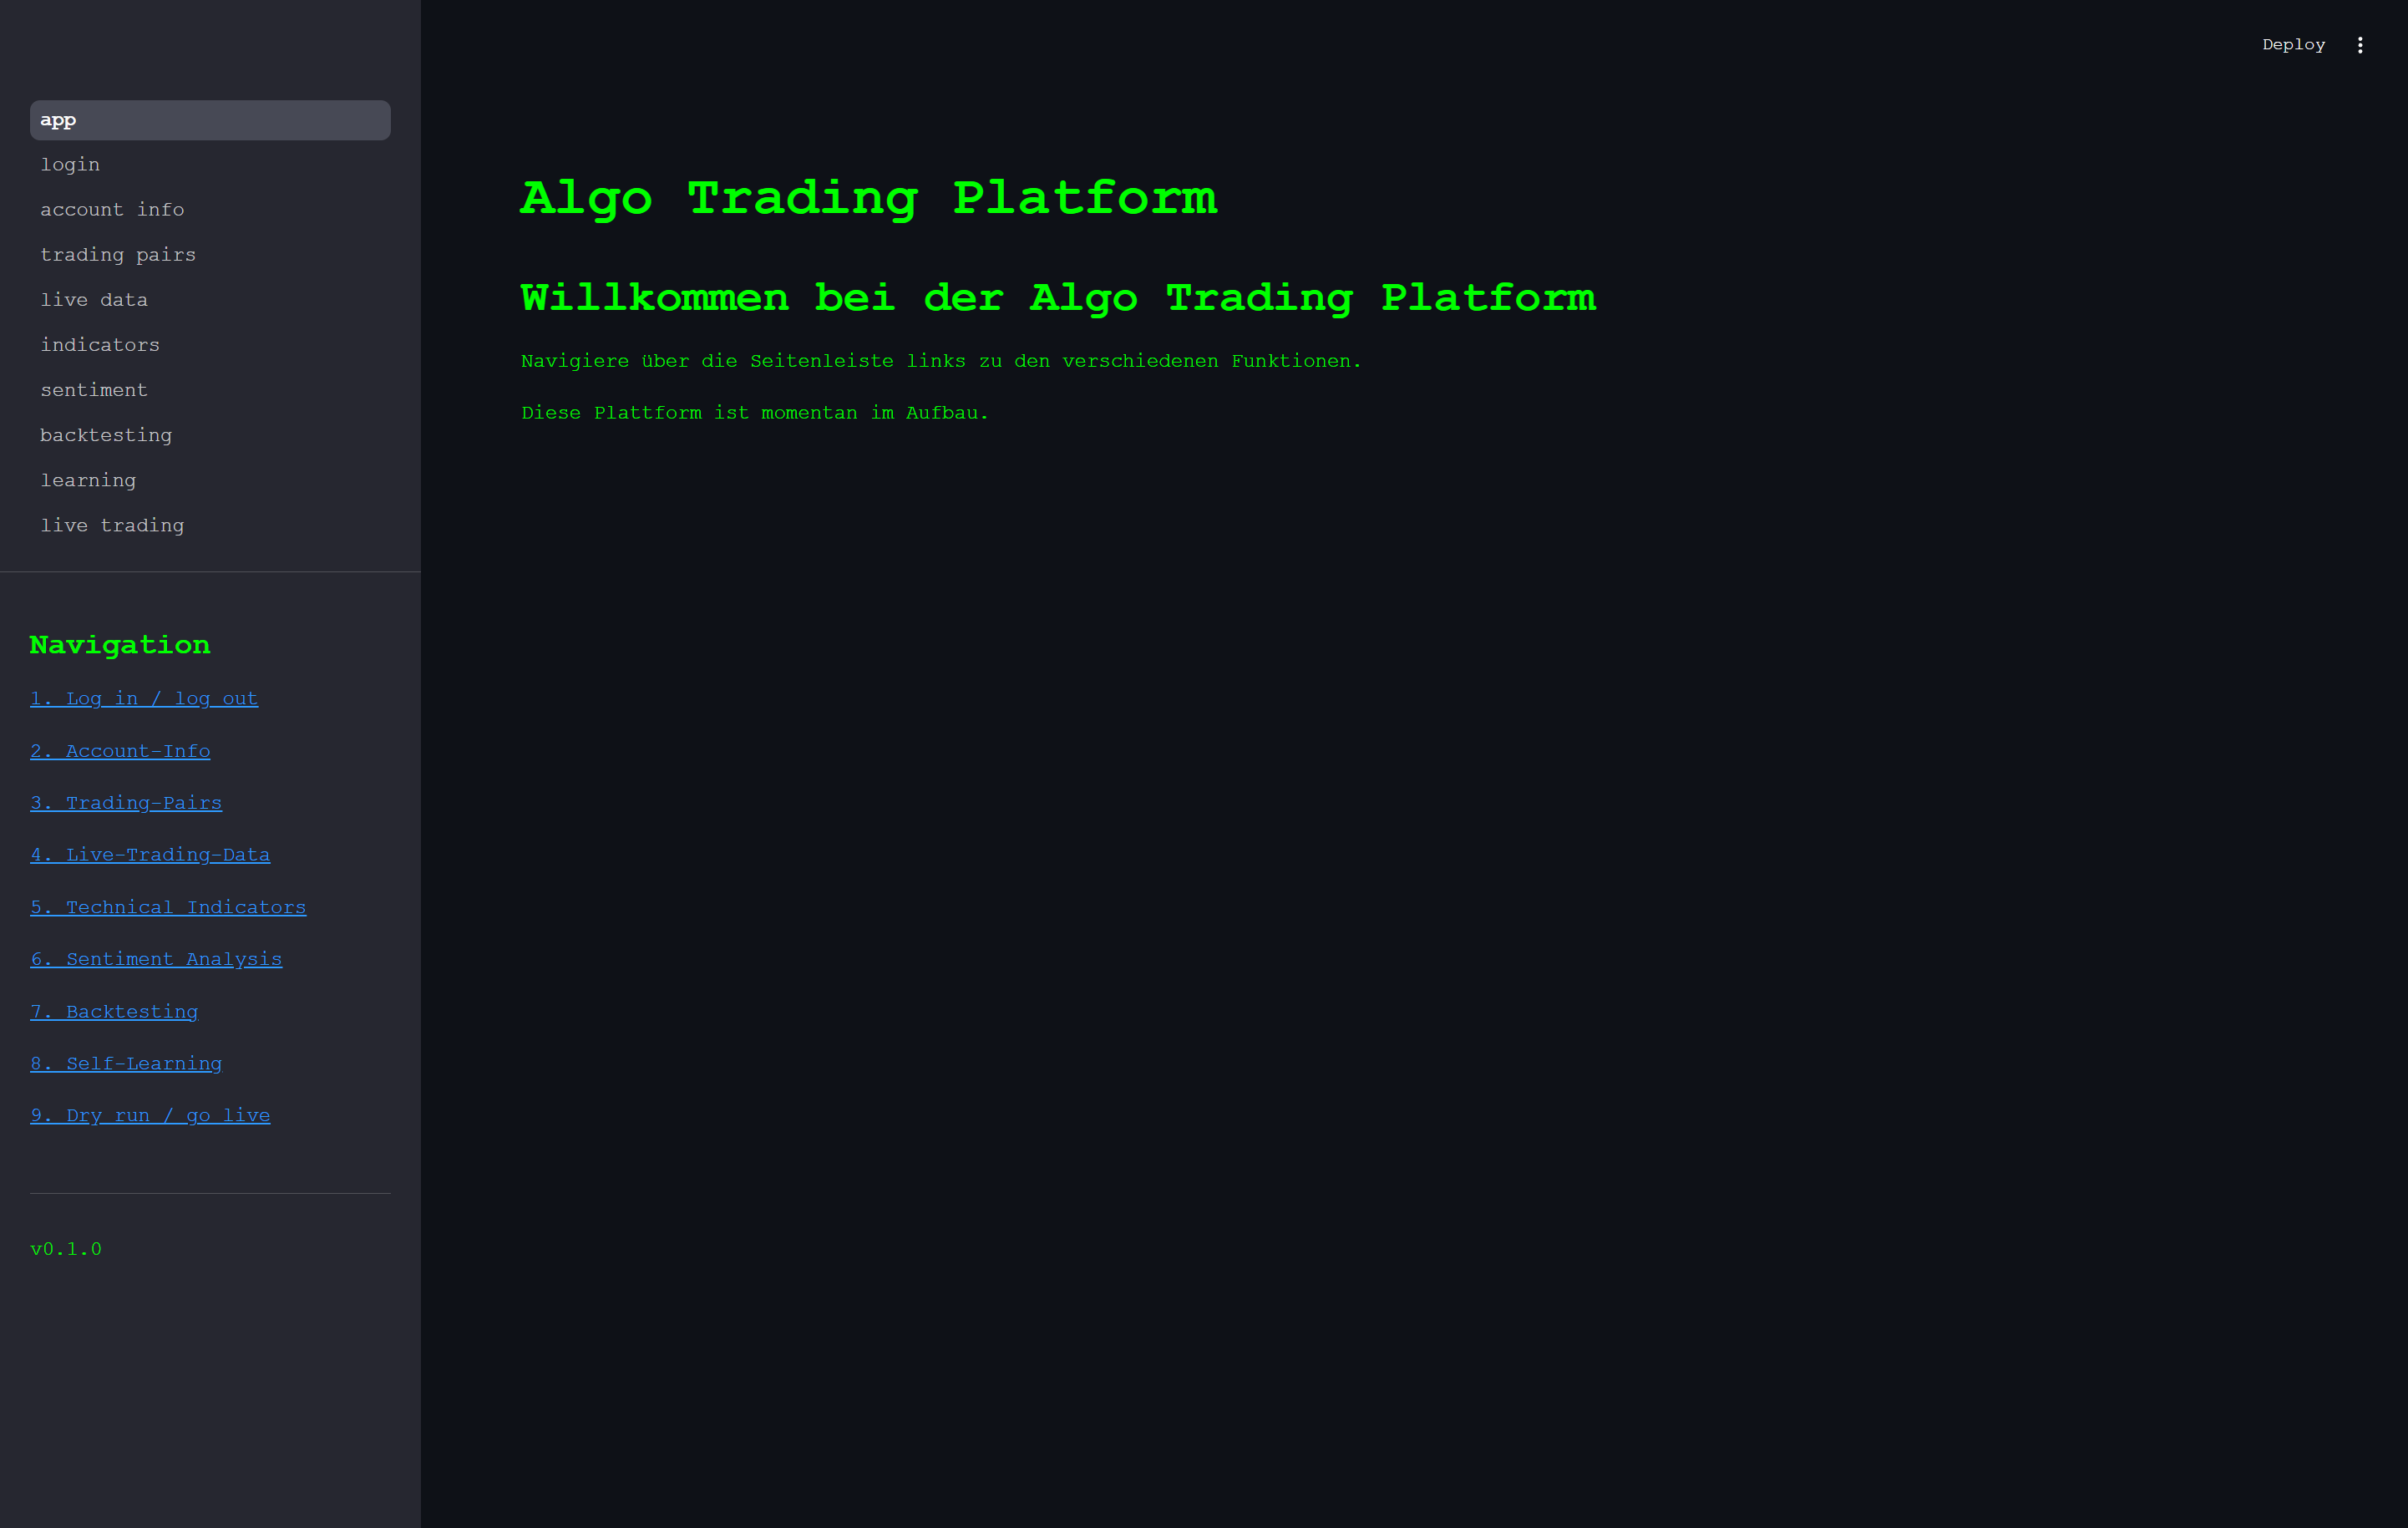 Deploy
app
login
account info
trading pairs
live data
indicators
sentiment
backtesting
learning
live trading
Navigation
1. Log in / log out
2. Account-Info
3. Trading-Pairs
4. Live-Trading-Data
5. Technical Indicators
6. Sentiment Analysis
7. Backtesting
8. Self-Learning
9. Dry run / go live
v0.1.0
Algo Trading Platform
Willkommen bei der Algo Trading Platform
Navigiere über die Seitenleiste links zu den verschiedenen Funktionen.
Diese Plattform ist momentan im Aufbau.